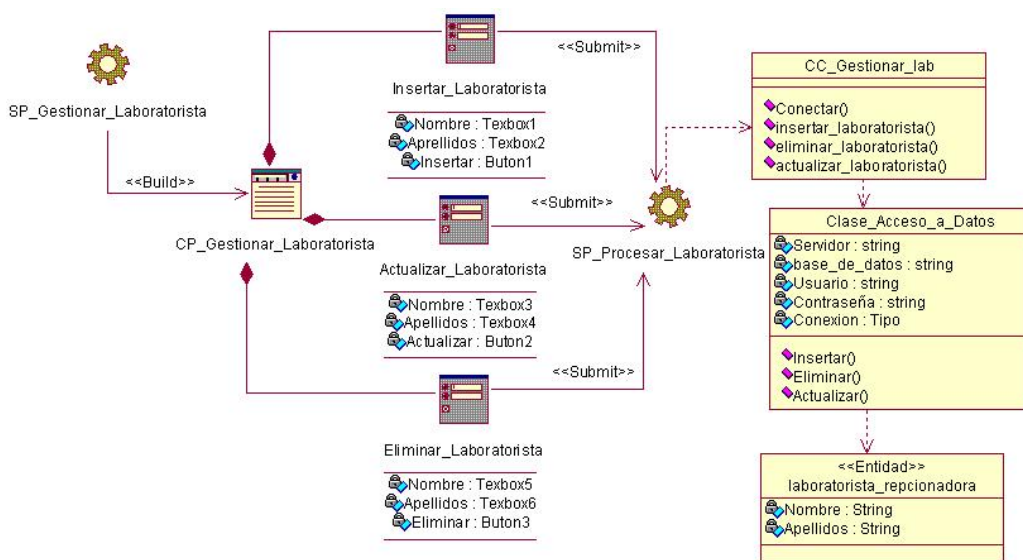 SP_Gestionar_Laboratorista
<<Build>>
CP_Gestionar_Laboratorista
<<Submit>>
Insertar_Laboratorista
Nombre : Texbox1
Aprellidos : Texbox2
Insertar : Buton1
<<Submit>>
Actualizar_Laboratorista
Nombre : Texbox3
Apellidos : Texbox4
Actualizar : Buton2
<<Submit>>
Eliminar_Laboratorista
Nombre : Texbox5
Apellidos : Texbox6
Eliminar : Buton3
SP_Procesar_Laboratorista
CC_Gestionar_lab
Conectar()
insertar_laboratorista()
eliminar_laboratorista()
actualizar_laboratorista()
Clase_Acceso_a_Datos
Servidor : string
base_de_datos : string
Usuario : string
Contraseña : string
Conexion : Tipo
Insertar()
Eliminar()
Actualizar()
<<Entidad>>
laboratorista_repcionadora
Nombre : String
Apellidos : String